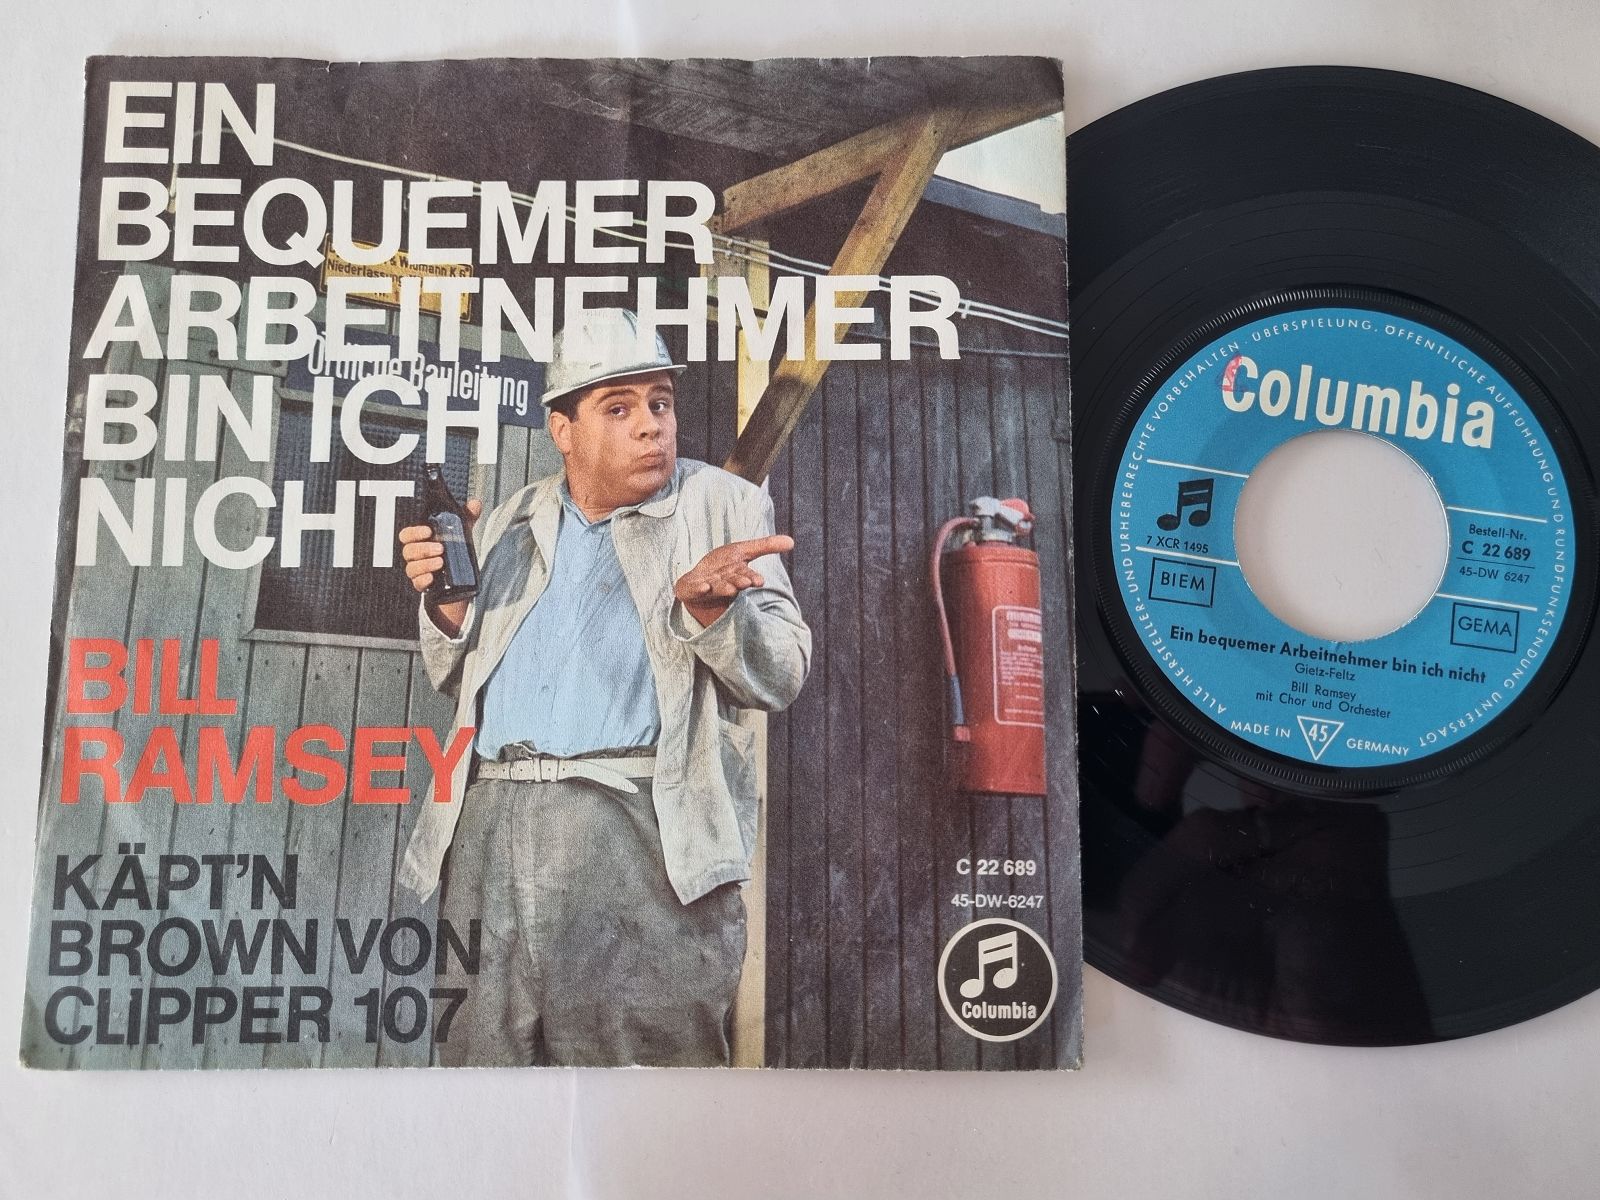 EIN
BEQUEMER
ARBEITNEHMER
BIN ICH
NICHT
Widmann K.G.
Niederlassung
Örtliche Bauleitung
BILL
RAMSEY
KÄPT'N
BROWN VON
CLIPPER 107
C 22 689
45-DW-6247
Columbia
minimax
ALLE HERSTELLER- UND URHEBERRECHTE VORBEHALTEN · ÜBERSPIELUNG, ÖFFENTLICHE AUFFÜHRUNG UND RUNDFUNKSENDUNG UNTERSAGT
Columbia
7 XCR 1495
BIEM
Bestell-Nr.
C 22 689
45-DW 6247
GEMA
Ein bequemer Arbeitnehmer bin ich nicht
Gietz-Feltz
Bill Ramsey
mit Chor und Orchester
MADE IN 45 GERMANY